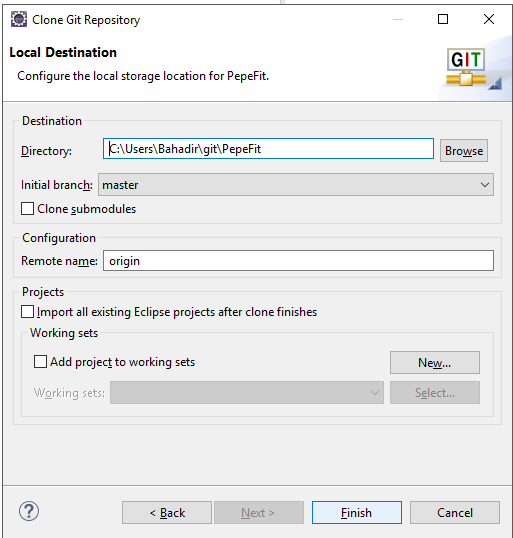 Clone Git Repository
Local Destination
Configure the local storage location for PepeFit.
GIT
Destination
Directory: C:\Users\Bahadir\git\PepeFit Browse
Initial branch: master
Clone submodules
Configuration
Remote name: origin
Projects
Import all existing Eclipse projects after clone finishes
Working sets
Add project to working sets New...
Working sets: Select...
? < Back Next > Finish Cancel